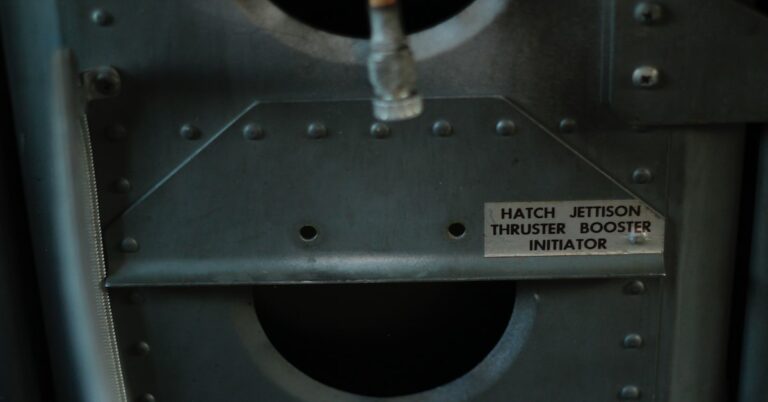 HATCH JETTISON
THRUSTER BOOSTER
INITIATOR